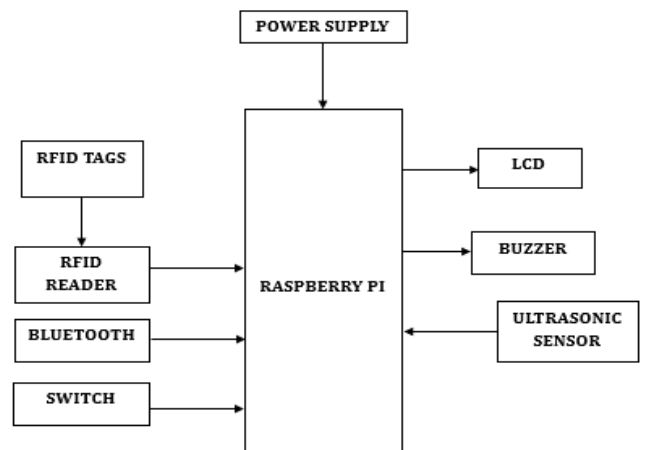 POWER SUPPLY
RFID TAGS
LCD
RFID
READER
BUZZER
RASPBERRY PI
BLUETOOTH
ULTRASONIC
SENSOR
SWITCH